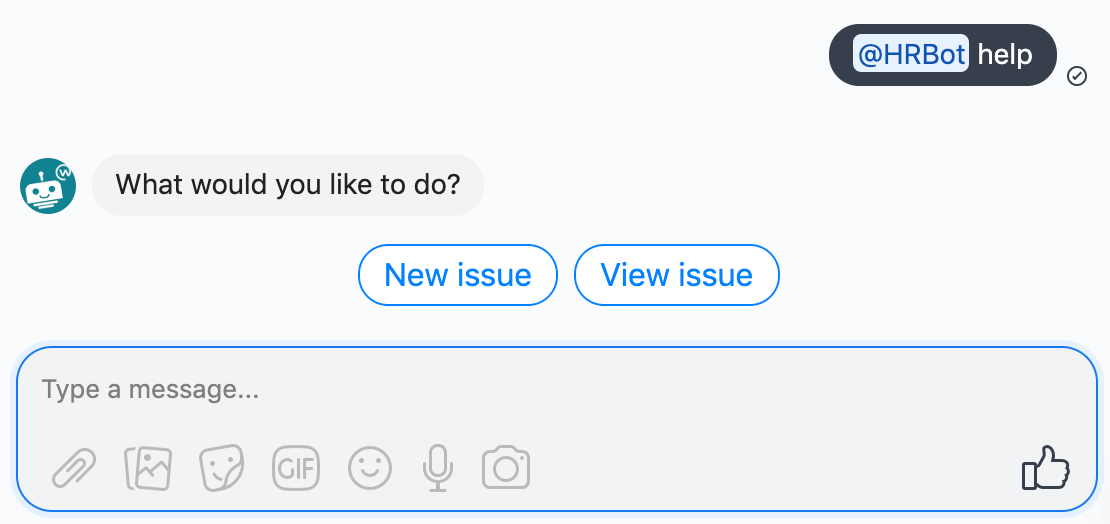 @HRBot help
W
What would you like to do?
New issue
View issue
Type a message...
GIF